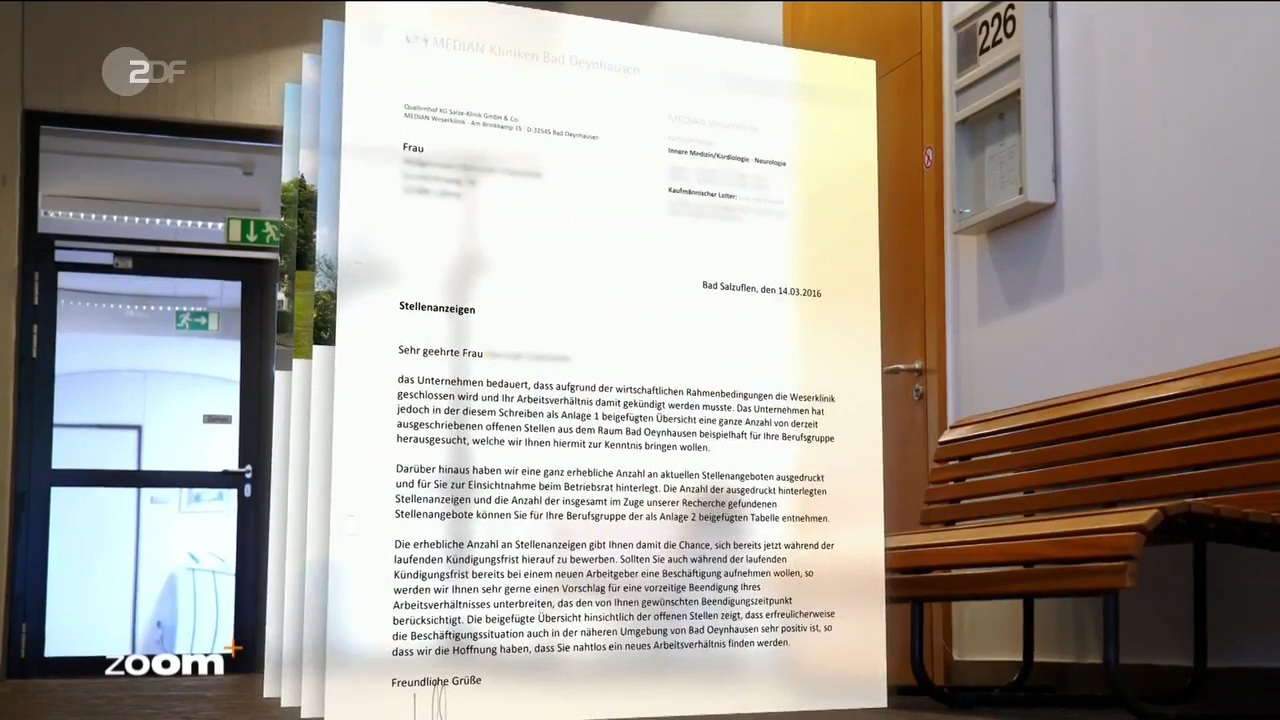 ZDF
226
MEDIAN Kliniken Bad Oeynhausen
Quellenhof KG Salze-Klinik GmbH & Co.
MEDIAN Weserklinik · Am Brinkkamp 15 · D-32545 Bad Oeynhausen
MEDIAN Weserklinik
Innere Medizin/Kardiologie · Neurologie
Kaufmännischer Leiter:
Frau
Bad Salzuflen, den 14.03.2016
Stellenanzeigen
Sehr geehrte Frau
das Unternehmen bedauert, dass aufgrund der wirtschaftlichen Rahmenbedingungen die Weserklinik
geschlossen wird und Ihr Arbeitsverhältnis damit gekündigt werden musste. Das Unternehmen hat
jedoch in der diesem Schreiben als Anlage 1 beigefügten Übersicht eine ganze Anzahl von derzeit
ausgeschriebenen offenen Stellen aus dem Raum Bad Oeynhausen beispielhaft für Ihre Berufsgruppe
herausgesucht, welche wir Ihnen hiermit zur Kenntnis bringen wollen.
Darüber hinaus haben wir eine ganz erhebliche Anzahl an aktuellen Stellenangeboten ausgedruckt
und für Sie zur Einsichtnahme beim Betriebsrat hinterlegt. Die Anzahl der ausgedruckt hinterlegten
Stellenanzeigen und die Anzahl der insgesamt im Zuge unserer Recherche gefundenen
Stellenangebote können Sie für Ihre Berufsgruppe der als Anlage 2 beigefügten Tabelle entnehmen.
Die erhebliche Anzahl an Stellenanzeigen gibt Ihnen damit die Chance, sich bereits jetzt während der
laufenden Kündigungsfrist hierauf zu bewerben. Sollten Sie auch während der laufenden
Kündigungsfrist bereits bei einem neuen Arbeitgeber eine Beschäftigung aufnehmen wollen, so
werden wir Ihnen sehr gerne einen Vorschlag für eine vorzeitige Beendigung Ihres
Arbeitsverhältnisses unterbreiten, das den von Ihnen gewünschten Beendigungszeitpunkt
berücksichtigt. Die beigefügte Übersicht hinsichtlich der offenen Stellen zeigt, dass erfreulicherweise
die Beschäftigungssituation auch in der näheren Umgebung von Bad Oeynhausen sehr positiv ist, so
dass wir die Hoffnung haben, dass Sie nahtlos ein neues Arbeitsverhältnis finden werden.
Freundliche Grüße
zoom+